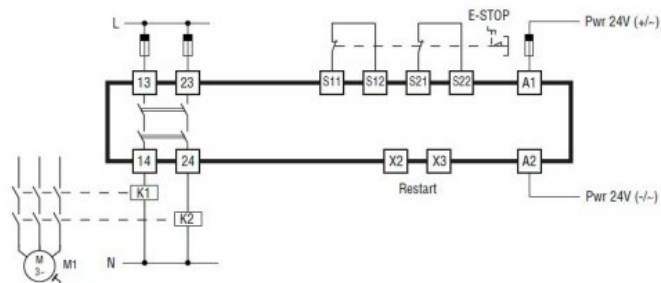 E-STOP
L
Pwr 24V (+/~)
13 23 S11 S12 S21 S22 A1
14 24 X2 X3 A2
Restart
K1
Pwr 24V (-/~)
K2
M
3~
M1
N